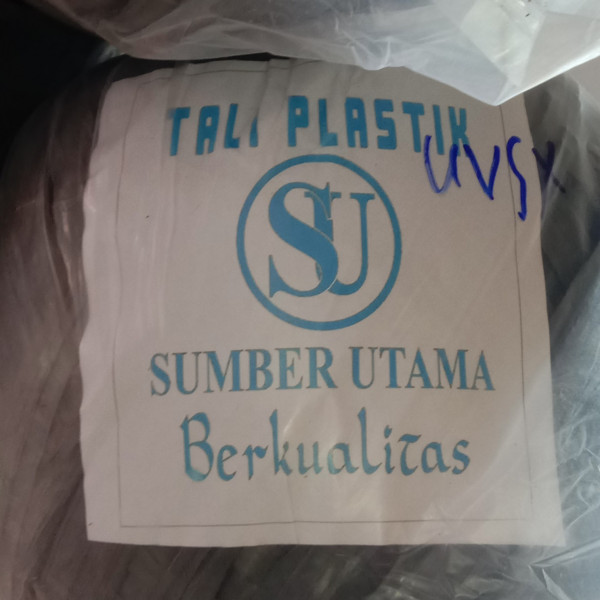 TALI PLASTIK
SU
SUMBER UTAMA
Berkualitas